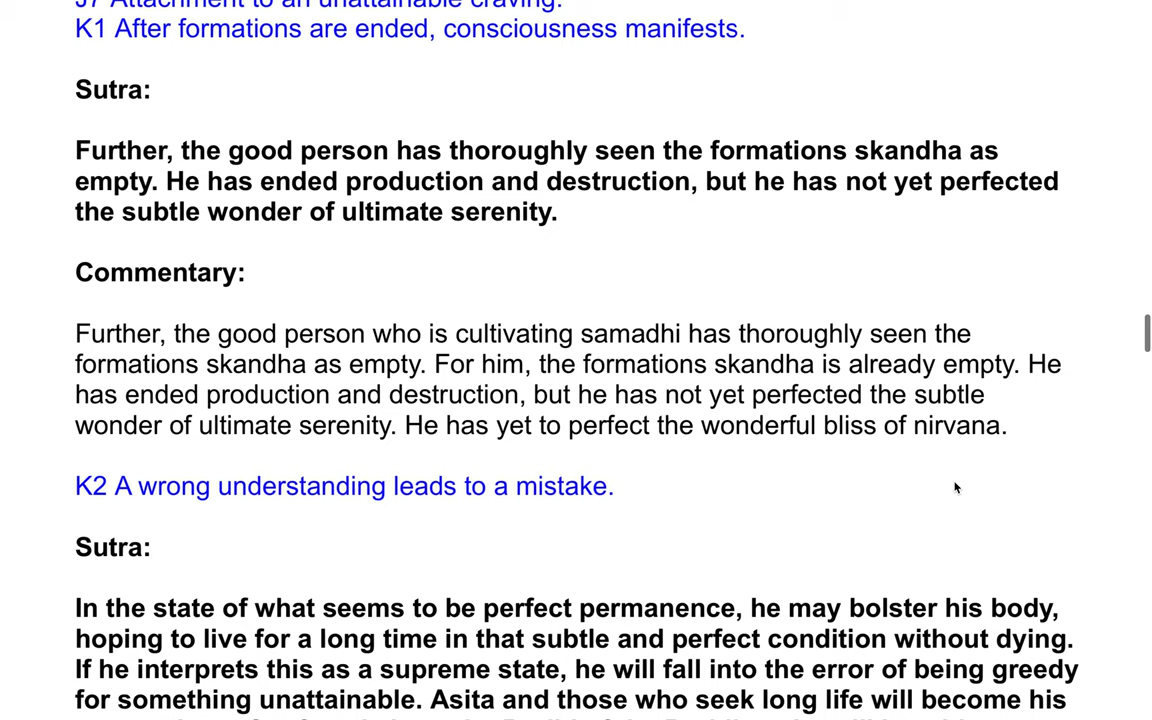 J7 Attachment to an unattainable craving.
K1 After formations are ended, consciousness manifests.
Sutra:
Further, the good person has thoroughly seen the formations skandha as
empty. He has ended production and destruction, but he has not yet perfected
the subtle wonder of ultimate serenity.
Commentary:
Further, the good person who is cultivating samadhi has thoroughly seen the
formations skandha as empty. For him, the formations skandha is already empty. He
has ended production and destruction, but he has not yet perfected the subtle
wonder of ultimate serenity. He has yet to perfect the wonderful bliss of nirvana.
K2 A wrong understanding leads to a mistake.
Sutra:
In the state of what seems to be perfect permanence, he may bolster his body,
hoping to live for a long time in that subtle and perfect condition without dying.
If he interprets this as a supreme state, he will fall into the error of being greedy
for something unattainable. Asita and those who seek long life will become his